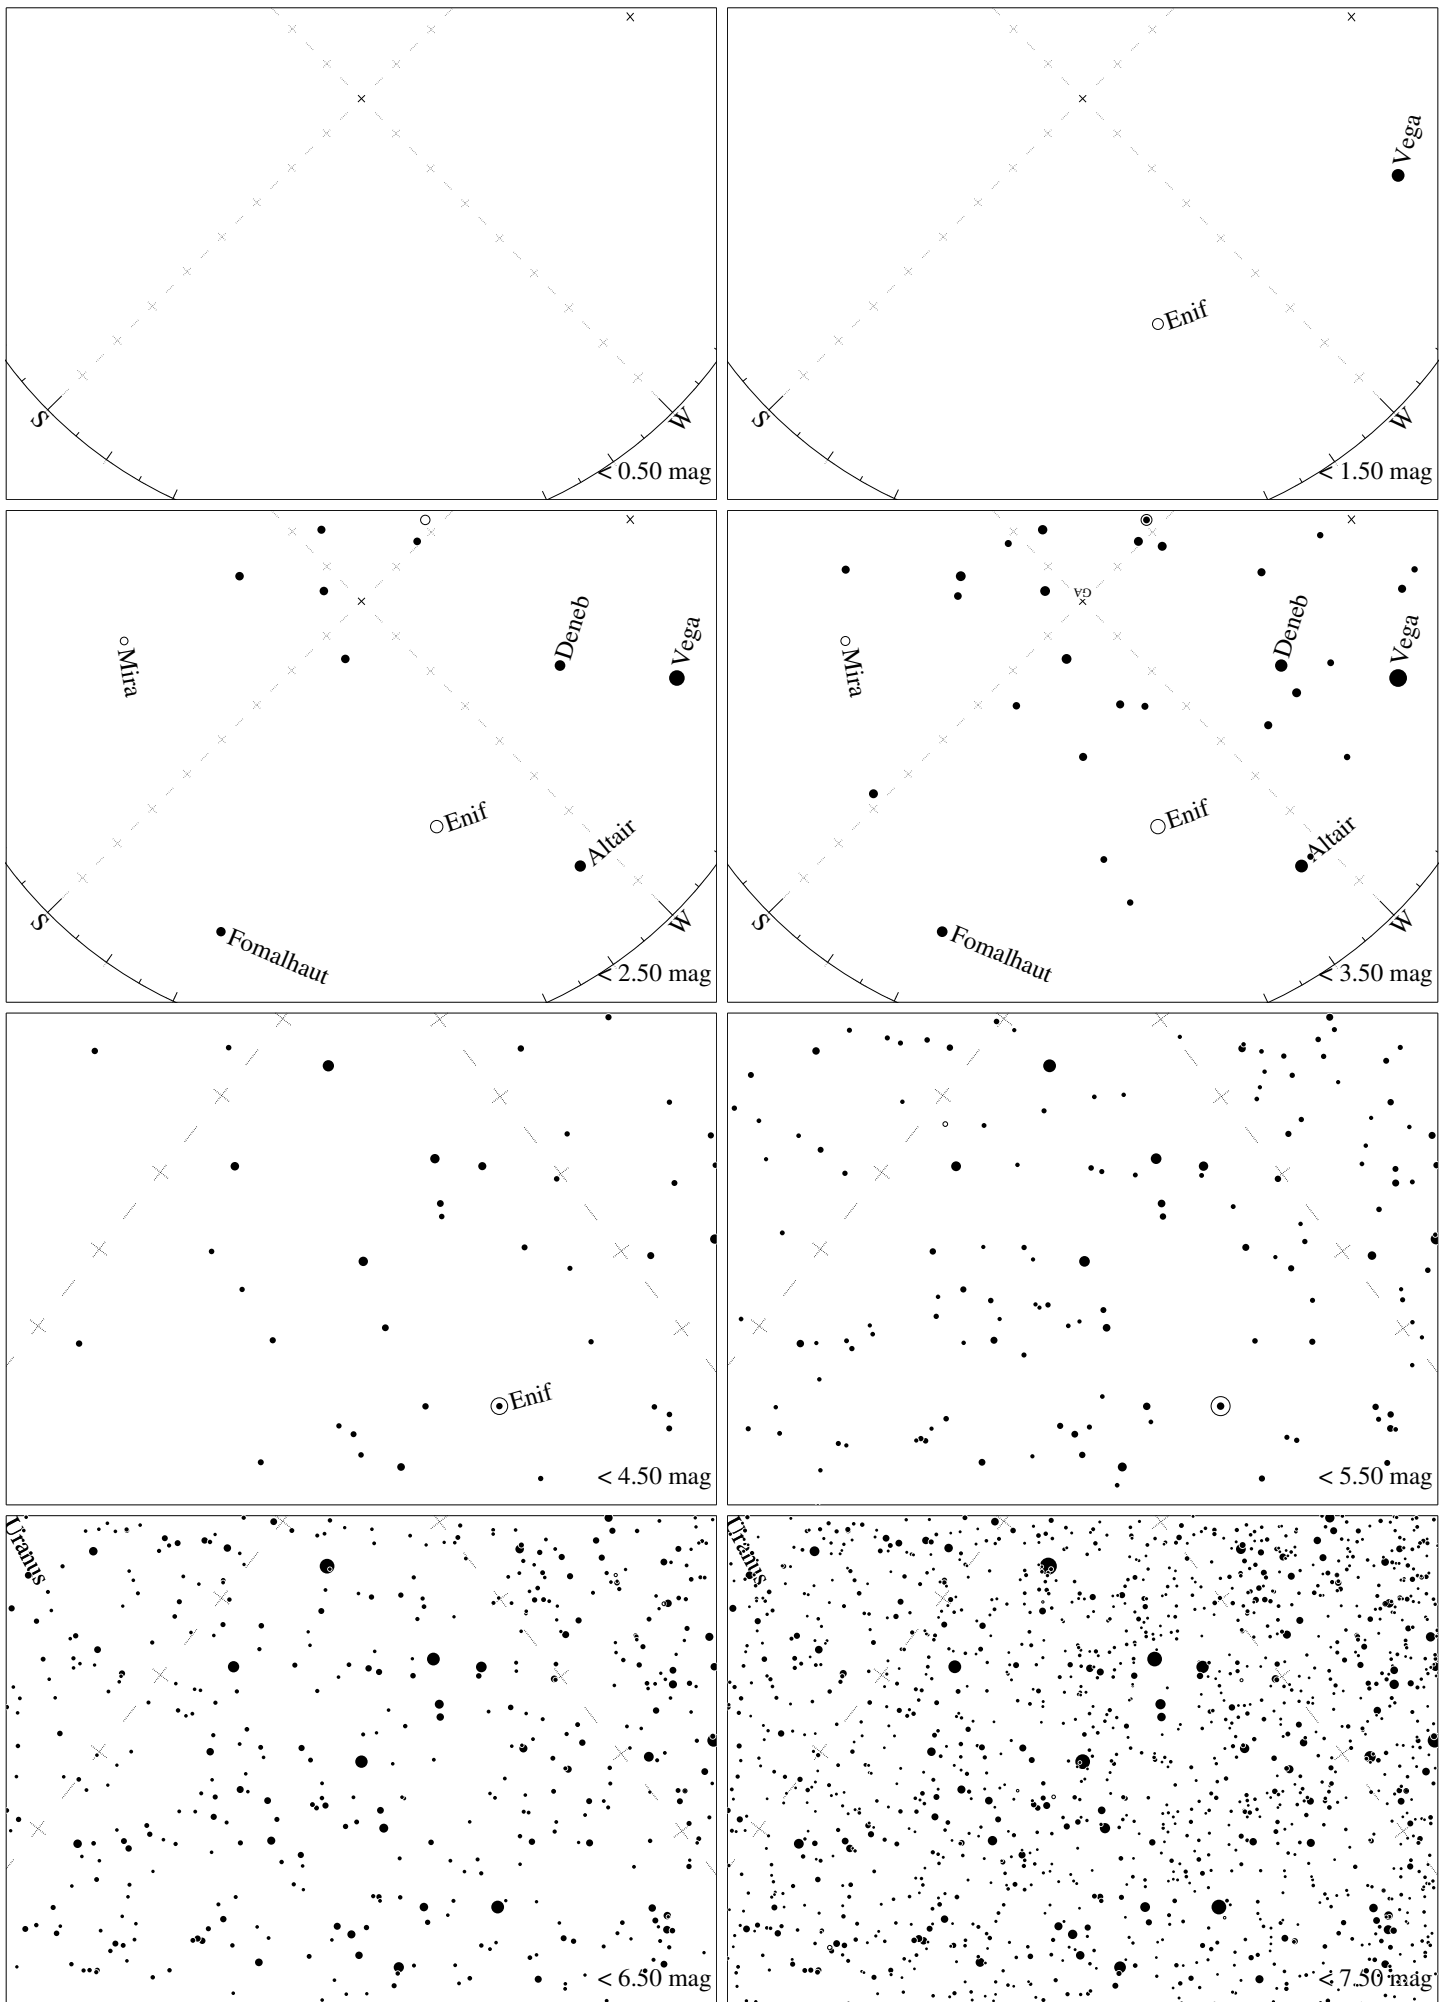 S
W
< 0.50 mag
Vega
Enif
S
W
< 1.50 mag
Mira
Deneb
Vega
Enif
Altair
S
W
Fomalhaut
< 2.50 mag
GA
Mira
Deneb
Vega
Enif
Altair
S
W
Fomalhaut
< 3.50 mag
Enif
< 4.50 mag
< 5.50 mag
Uranus
< 6.50 mag
Uranus
< 7.50 mag